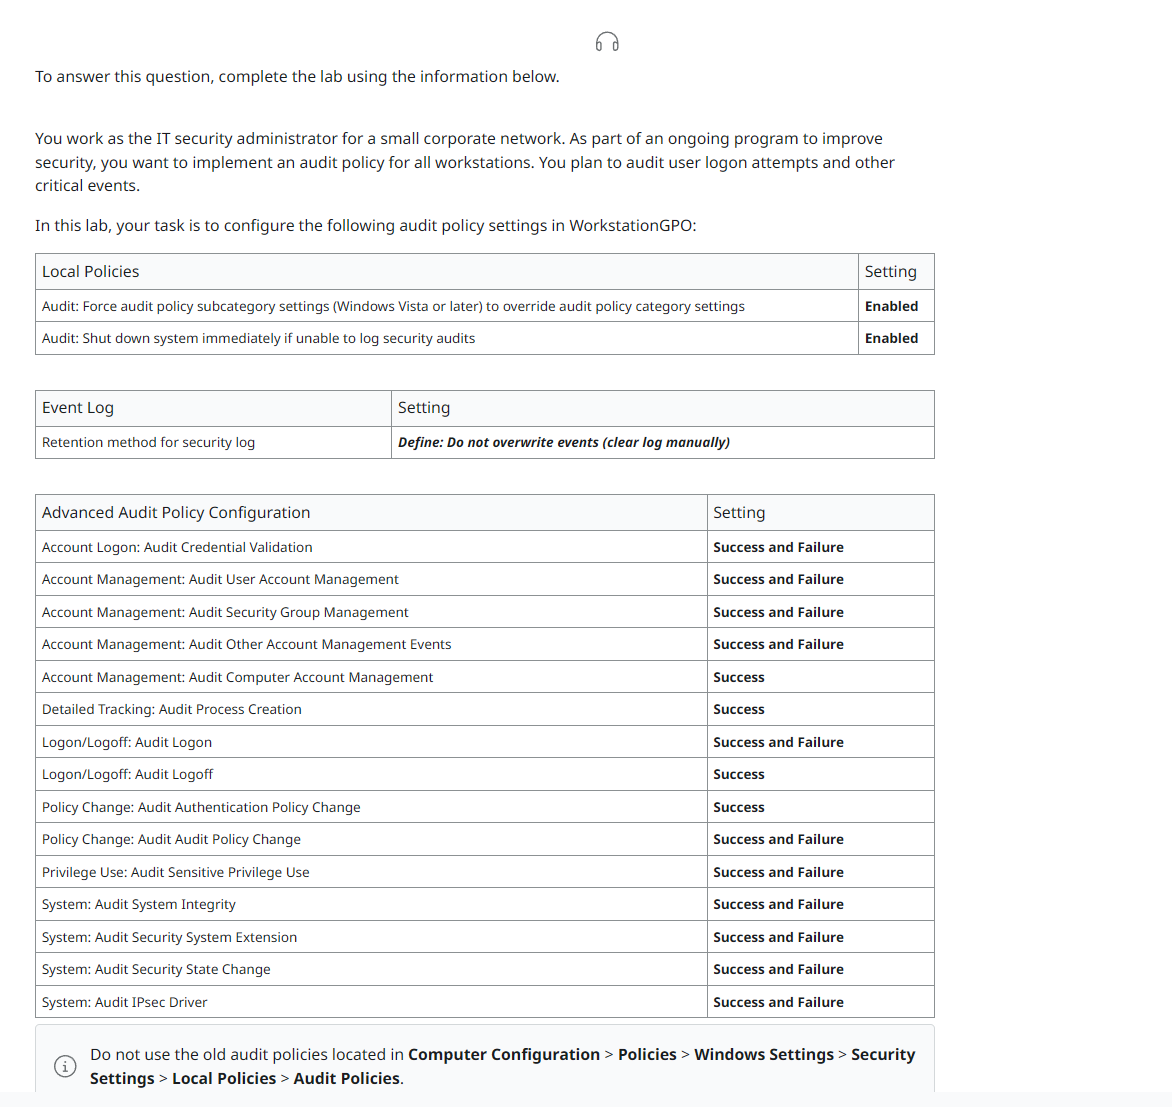 To answer this question, complete the lab using the information below.
You work as the IT security administrator for a small corporate network. As part of an ongoing program to improve
security, you want to implement an audit policy for all workstations. You plan to audit user logon attempts and other
critical events.
In this lab, your task is to configure the following audit policy settings in WorkstationGPO:
Local Policies Setting
Audit: Force audit policy subcategory settings (Windows Vista or later) to override audit policy category settings Enabled
Audit: Shut down system immediately if unable to log security audits Enabled
Event Log Setting
Retention method for security log Define: Do not overwrite events (clear log manually)
Advanced Audit Policy Configuration Setting
Account Logon: Audit Credential Validation Success and Failure
Account Management: Audit User Account Management Success and Failure
Account Management: Audit Security Group Management Success and Failure
Account Management: Audit Other Account Management Events Success and Failure
Account Management: Audit Computer Account Management Success
Detailed Tracking: Audit Process Creation Success
Logon/Logoff: Audit Logon Success and Failure
Logon/Logoff: Audit Logoff Success
Policy Change: Audit Authentication Policy Change Success
Policy Change: Audit Audit Policy Change Success and Failure
Privilege Use: Audit Sensitive Privilege Use Success and Failure
System: Audit System Integrity Success and Failure
System: Audit Security System Extension Success and Failure
System: Audit Security State Change Success and Failure
System: Audit IPsec Driver Success and Failure
Do not use the old audit policies located in Computer Configuration > Policies > Windows Settings > Security
Settings > Local Policies > Audit Policies.